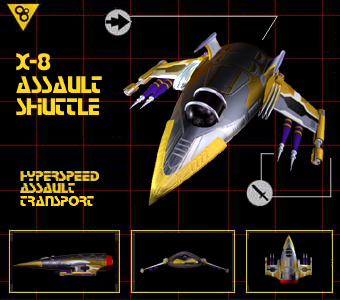 X-8
ASSAULT
SHUTTLE
HYPERSPEED
ASSAULT
TRANSPORT